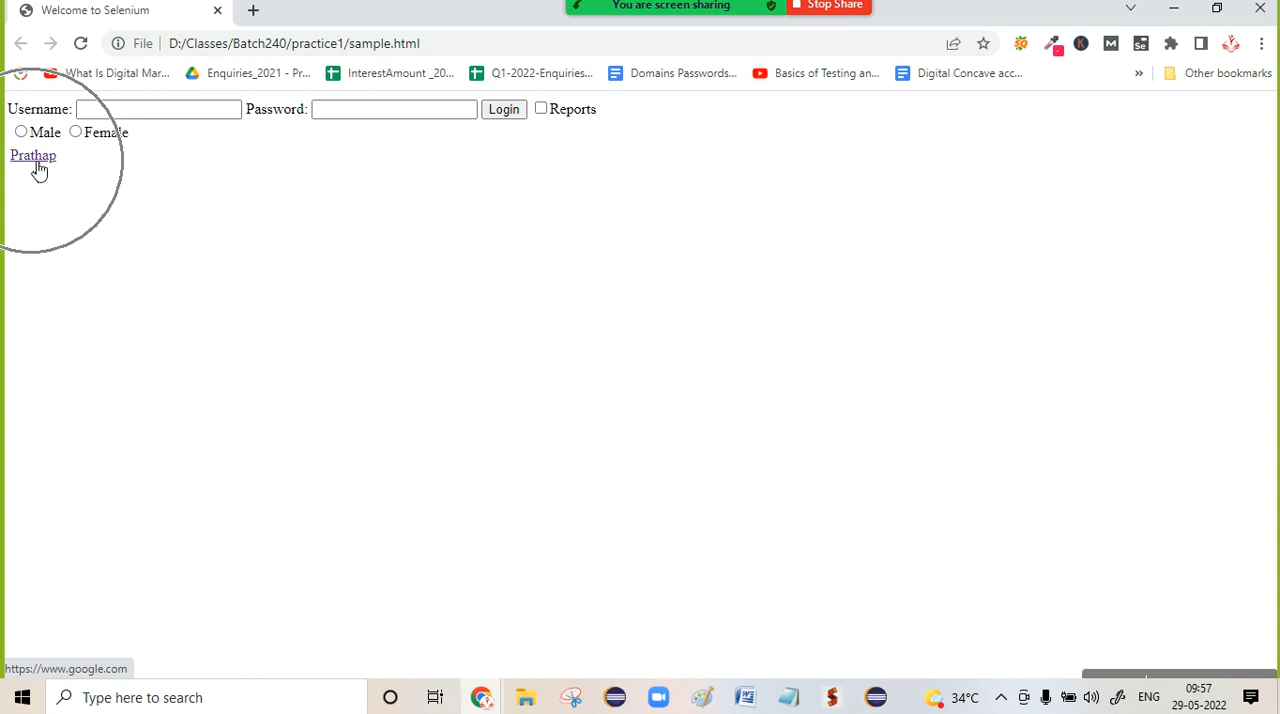 Welcome to Selenium
You are screen sharing
Stop Share
File
D:/Classes/Batch240/practice1/sample.html
What Is Digital Mar...
Enquiries_2021 - Pr...
InterestAmount _20...
Q1-2022-Enquiries...
Domains Passwords...
Basics of Testing an...
Digital Concave acc...
»
Other bookmarks
Username:
Password:
Login
Reports
Male
Female
Prathap
https://www.google.com
Type here to search
34°C
ENG
09:57
29-05-2022